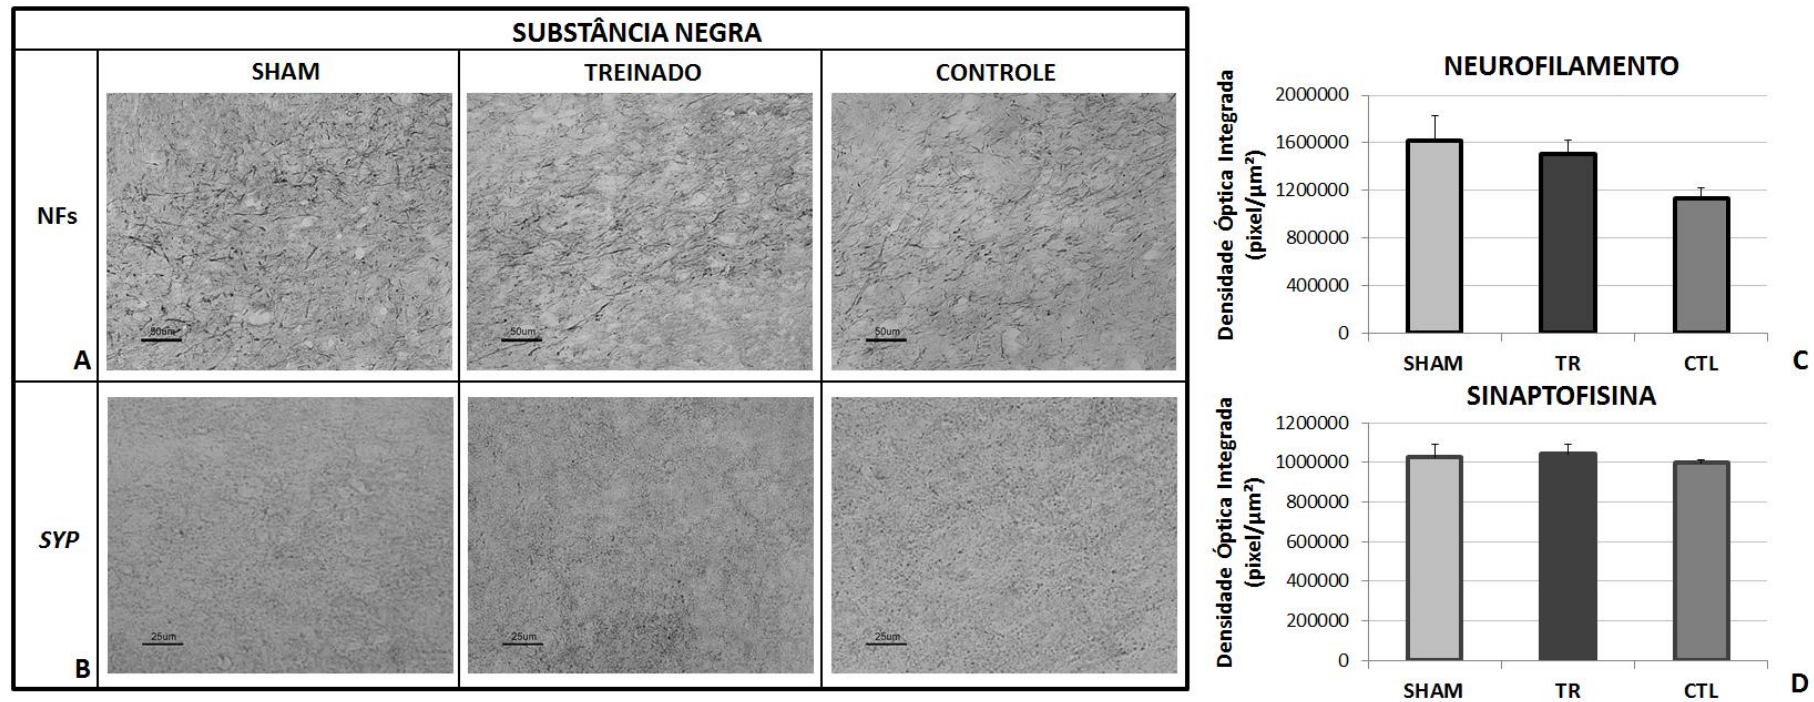 SUBSTÂNCIA NEGRA
SHAM
TREINADO
CONTROLE
NFs
50um
50um
50um
A
SYP
25um
25um
25um
B
NEUROFILAMENTO
Densidade Óptica Integrada
(pixel/µm²)
2000000
1600000
1200000
800000
400000
0
SHAM
TR
CTL
C
SINAPTOFISINA
Densidade Óptica Integrada
(pixel/µm²)
1200000
1000000
800000
600000
400000
200000
0
SHAM
TR
CTL
D